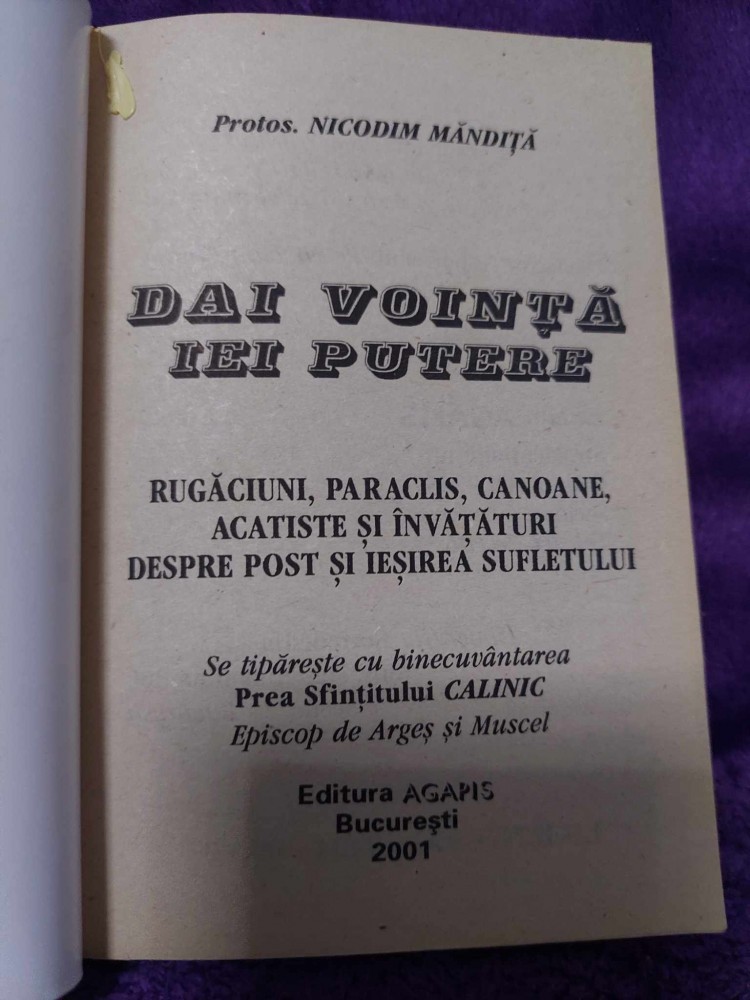 Protos. NICODIM MĂNDIȚĂ
DAI VOINȚĂ
IEI PUTERE
RUGĂCIUNI, PARACLIS, CANOANE,
ACATISTE ȘI ÎNVĂȚĂTURI
DESPRE POST ȘI IEȘIREA SUFLETULUI
Se tipărește cu binecuvântarea
Prea Sfințitului CALINIC
Episcop de Argeș și Muscel
Editura AGAPIS
București
2001